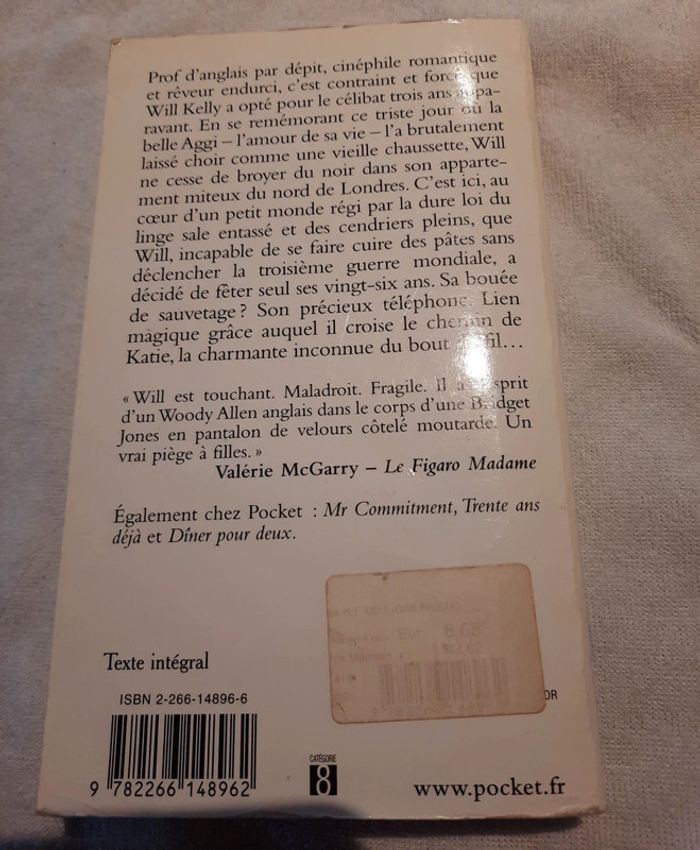 Prof d'anglais par dépit, cinéphile romantique
et rêveur endurci, c'est contraint et forcé que
Will Kelly a opté pour le célibat trois ans aupa-
ravant. En se remémorant ce triste jour où la
belle Aggi – l'amour de sa vie – l'a brutalement
laissé choir comme une vieille chaussette, Will
ne cesse de broyer du noir dans son apparte-
ment miteux du nord de Londres. C'est ici, au
cœur d'un petit monde régi par la dure loi du
linge sale entassé et des cendriers pleins, que
Will, incapable de se faire cuire des pâtes sans
déclencher la troisième guerre mondiale, a
décidé de fêter seul ses vingt-six ans. Sa bouée
de sauvetage ? Son précieux téléphone. Lien
magique grâce auquel il croise le chemin de
Katie, la charmante inconnue du bout fil...
« Will est touchant. Maladroit. Fragile. Il a l'esprit
d'un Woody Allen anglais dans le corps d'une Bridget
Jones en pantalon de velours côtelé moutarde. Un
vrai piège à filles. »
Valérie McGarry – Le Figaro Madame
Également chez Pocket : Mr Commitment, Trente ans
déjà et Dîner pour deux.
Eur 6,65
43,62
Texte intégral
ISBN 2-266-14896-6
9 782266 148962
CATÉGORIE
8
www.pocket.fr